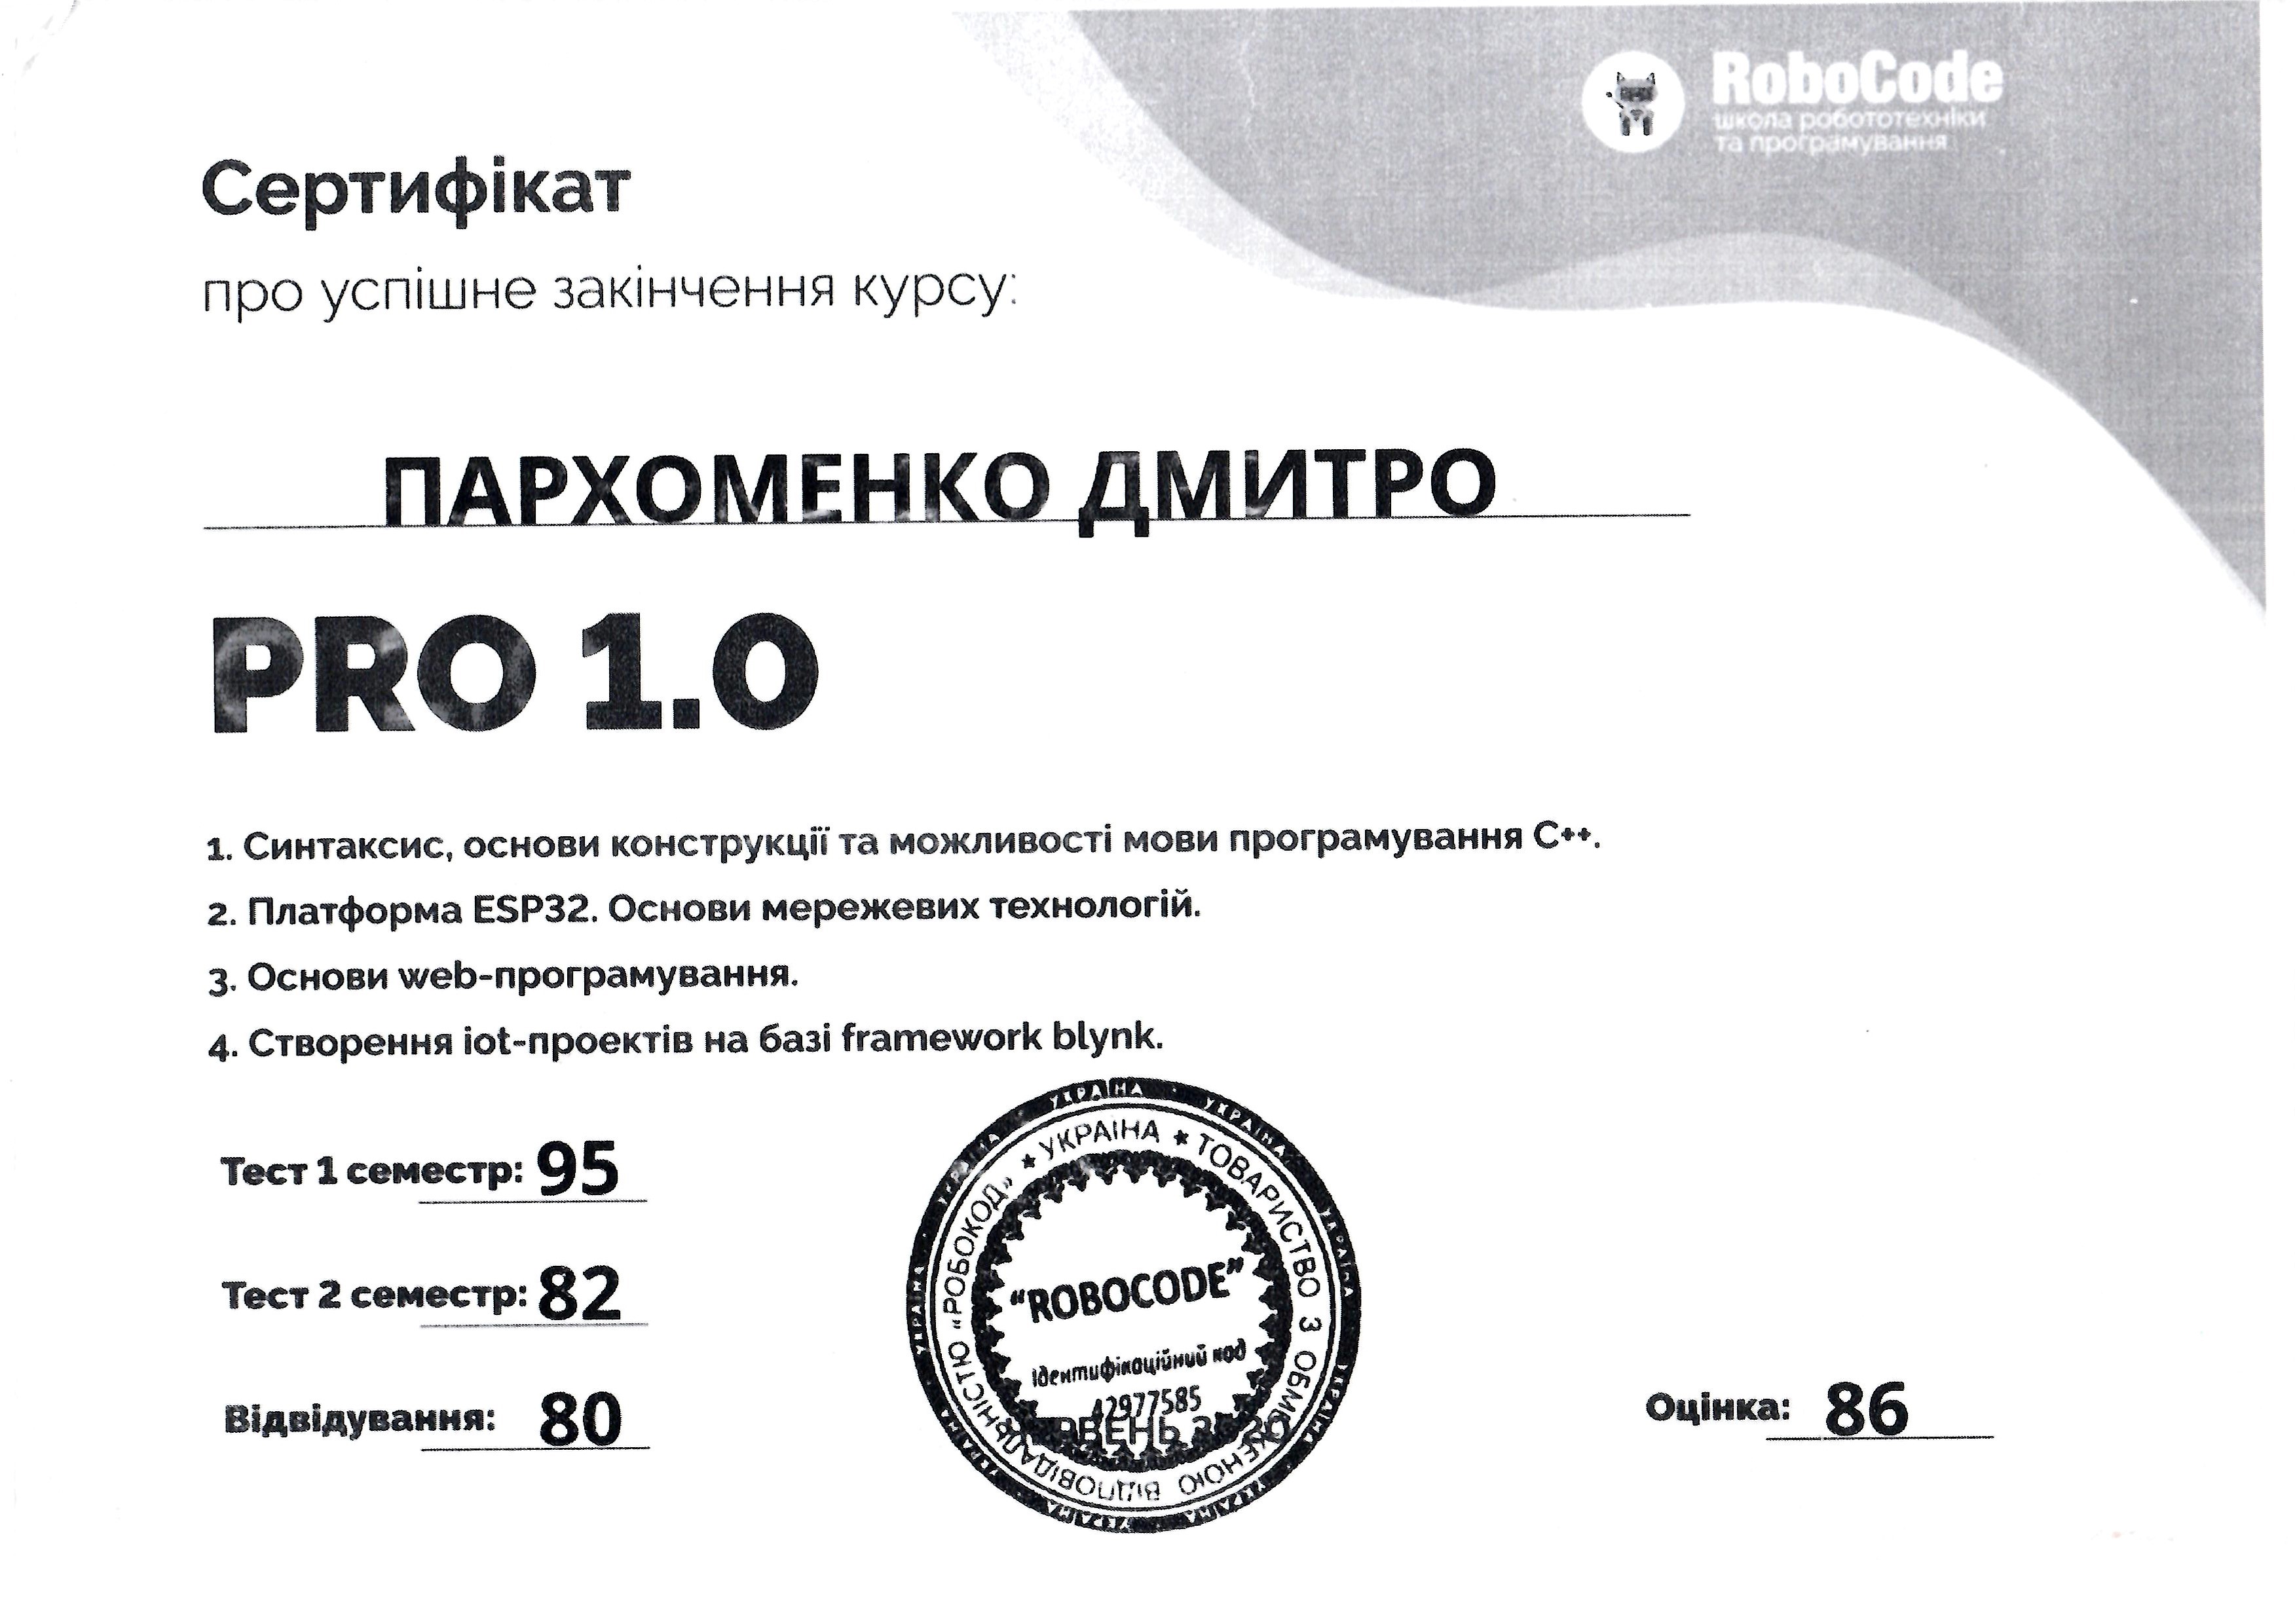 RoboCode
школа робототехніки
та програмування
Сертифікат
про успішне закінчення курсу:
ПАРХОМЕНКО ДМИТРО
PRO 1.0
1. Синтаксис, основи конструкції та можливості мови програмування C++.
2. Платформа ESP32. Основи мережевих технологій.
3. Основи web-програмування.
4. Створення iot-проектів на базі framework blynk.
Тест 1 семестр: 95
Тест 2 семестр: 82
Відвідування: 80
УКРАЇНА * ТОВАРИСТВО З ОБМЕЖЕНОЮ ВІДПОВІДАЛЬНІСТЮ «РОБОКОД» *
"ROBOCODE"
Ідентифікаційний код
42977585
Оцінка: 86